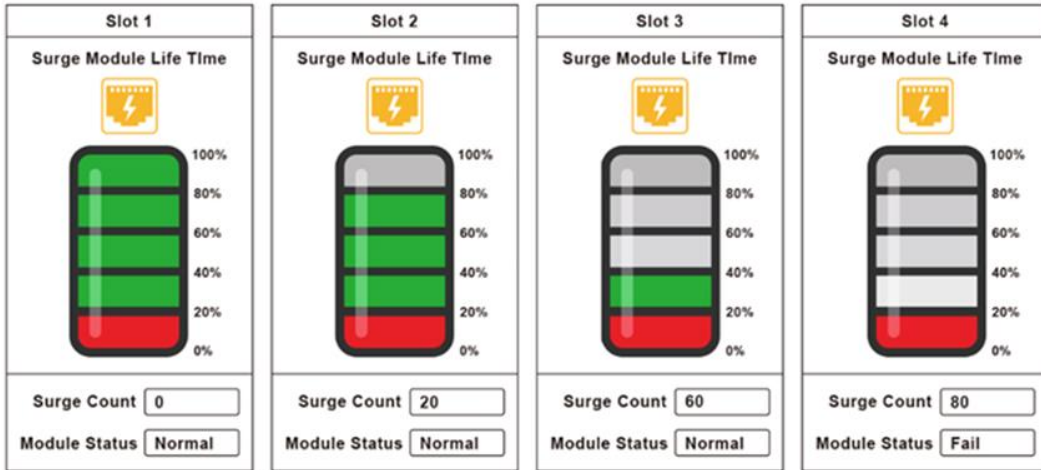 Slot 1
Surge Module Life TIme
100%
80%
60%
40%
20%
0%
Surge Count 0
Module Status Normal
Slot 2
Surge Module Life TIme
100%
80%
60%
40%
20%
0%
Surge Count 20
Module Status Normal
Slot 3
Surge Module Life TIme
100%
80%
60%
40%
20%
0%
Surge Count 60
Module Status Normal
Slot 4
Surge Module Life TIme
100%
80%
60%
40%
20%
0%
Surge Count 80
Module Status Fail